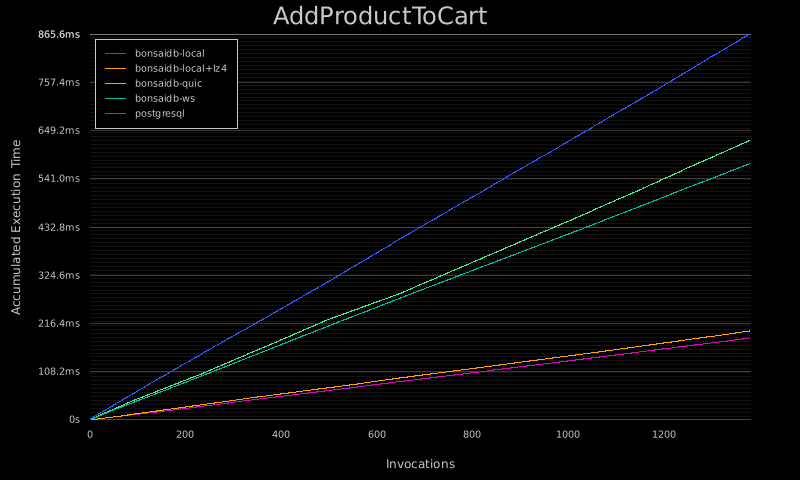 AddProductToCart
865.6ms
757.4ms
649.2ms
541.0ms
432.8ms
324.6ms
216.4ms
108.2ms
0s
bonsaidb-local
bonsaidb-local+lz4
bonsaidb-quic
bonsaidb-ws
postgresql
Accumulated Execution Time
0 200 400 600 800 1000 1200
Invocations